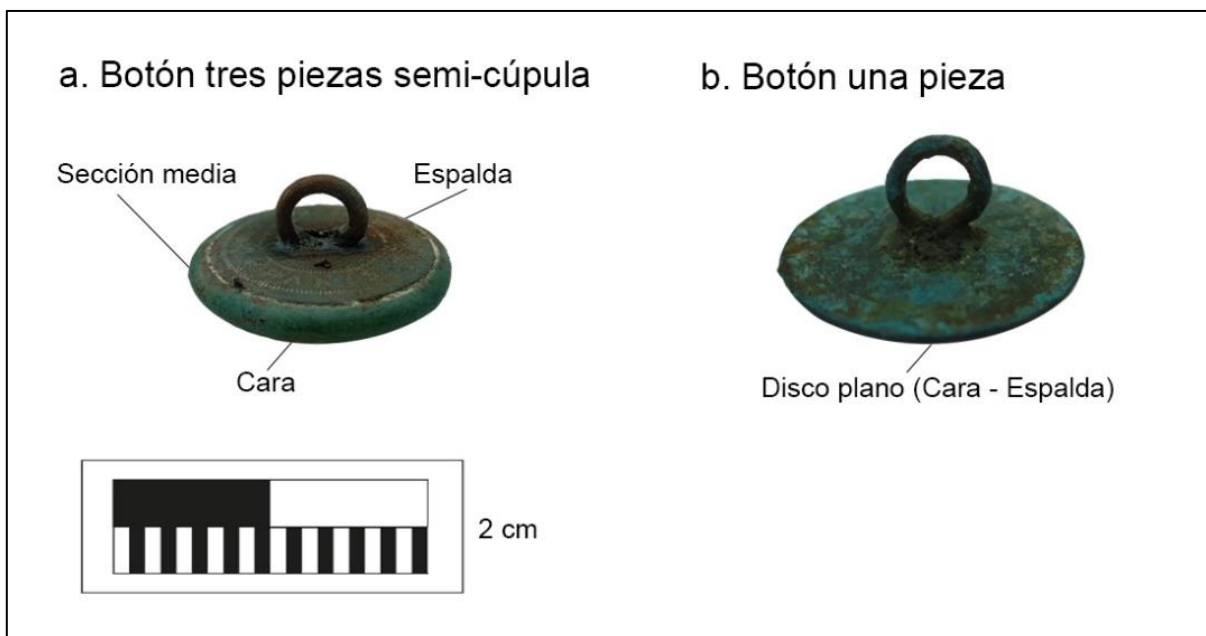 a. Botón tres piezas semi-cúpula
b. Botón una pieza
Sección media
Espalda
Cara
Disco plano (Cara - Espalda)
2 cm